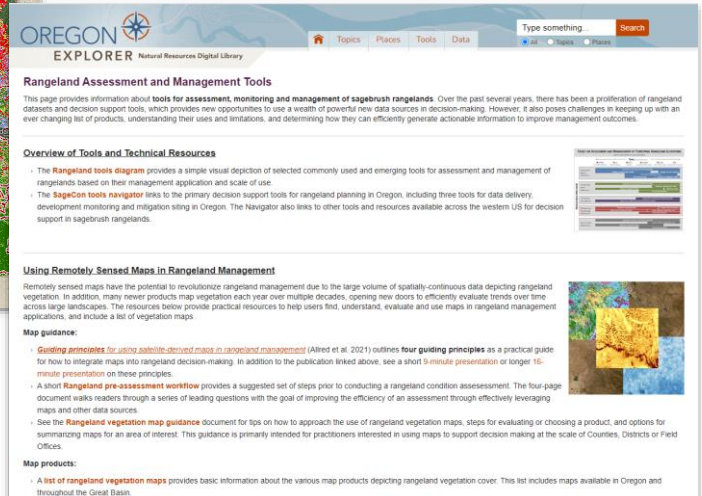 OREGON
EXPLORER Natural Resources Digital Library
Topics Places Tools Data
Type something... Search
All Topics Places
Rangeland Assessment and Management Tools
This page provides information about tools for assessment, monitoring and management of sagebrush rangelands. Over the past several years, there has been a proliferation of rangeland
datasets and decision support tools, which provides new opportunities to use a wealth of powerful new data sources in decision-making. However, it also poses challenges in keeping up with an
ever changing list of products, understanding their uses and limitations, and determining how they can efficiently generate actionable information to improve management outcomes.
Overview of Tools and Technical Resources
› The Rangeland tools diagram provides a simple visual depiction of selected commonly used and emerging tools for assessment and management of
rangelands based on their management application and scale of use.
› The SageCon tools navigator links to the primary decision support tools for rangeland planning in Oregon, including three tools for data delivery,
development monitoring and mitigation siting in Oregon. The Navigator also links to other tools and resources available across the western US for decision
support in sagebrush rangelands.
Using Remotely Sensed Maps in Rangeland Management
Remotely sensed maps have the potential to revolutionize rangeland management due to the large volume of spatially-continuous data depicting rangeland
vegetation. In addition, many newer products map vegetation each year over multiple decades, opening new doors to efficiently evaluate trends over time
across large landscapes. The resources below provide practical resources to help users find, understand, evaluate and use maps in rangeland management
applications, and include a list of vegetation maps
Map guidance:
› Guiding principles for using satellite-derived maps in rangeland management (Allred et al. 2021) outlines four guiding principles as a practical guide
for how to integrate maps into rangeland decision-making. In addition to the publication linked above, see a short 9-minute presentation or longer 16-
minute presentation on these principles.
› A short Rangeland pre-assessment workflow provides a suggested set of steps prior to conducting a rangeland condition assessesment. The four-page
document walks readers through a series of leading questions with the goal of improving the efficiency of an assessment through effectively leveraging
maps and other data sources
› See the Rangeland vegetation map guidance document for tips on how to approach the use of rangeland vegetation maps, steps for evaluating or choosing a product, and options for
summarizing maps for an area of interest. This guidance is primarily intended for practitioners interested in using maps to support decision making at the scale of Counties, Districts or Field
Offices.
Map products:
› A list of rangeland vegetation maps provides basic information about the various map products depicting rangeland vegetation cover. This list includes maps available in Oregon and
throughout the Great Basin.